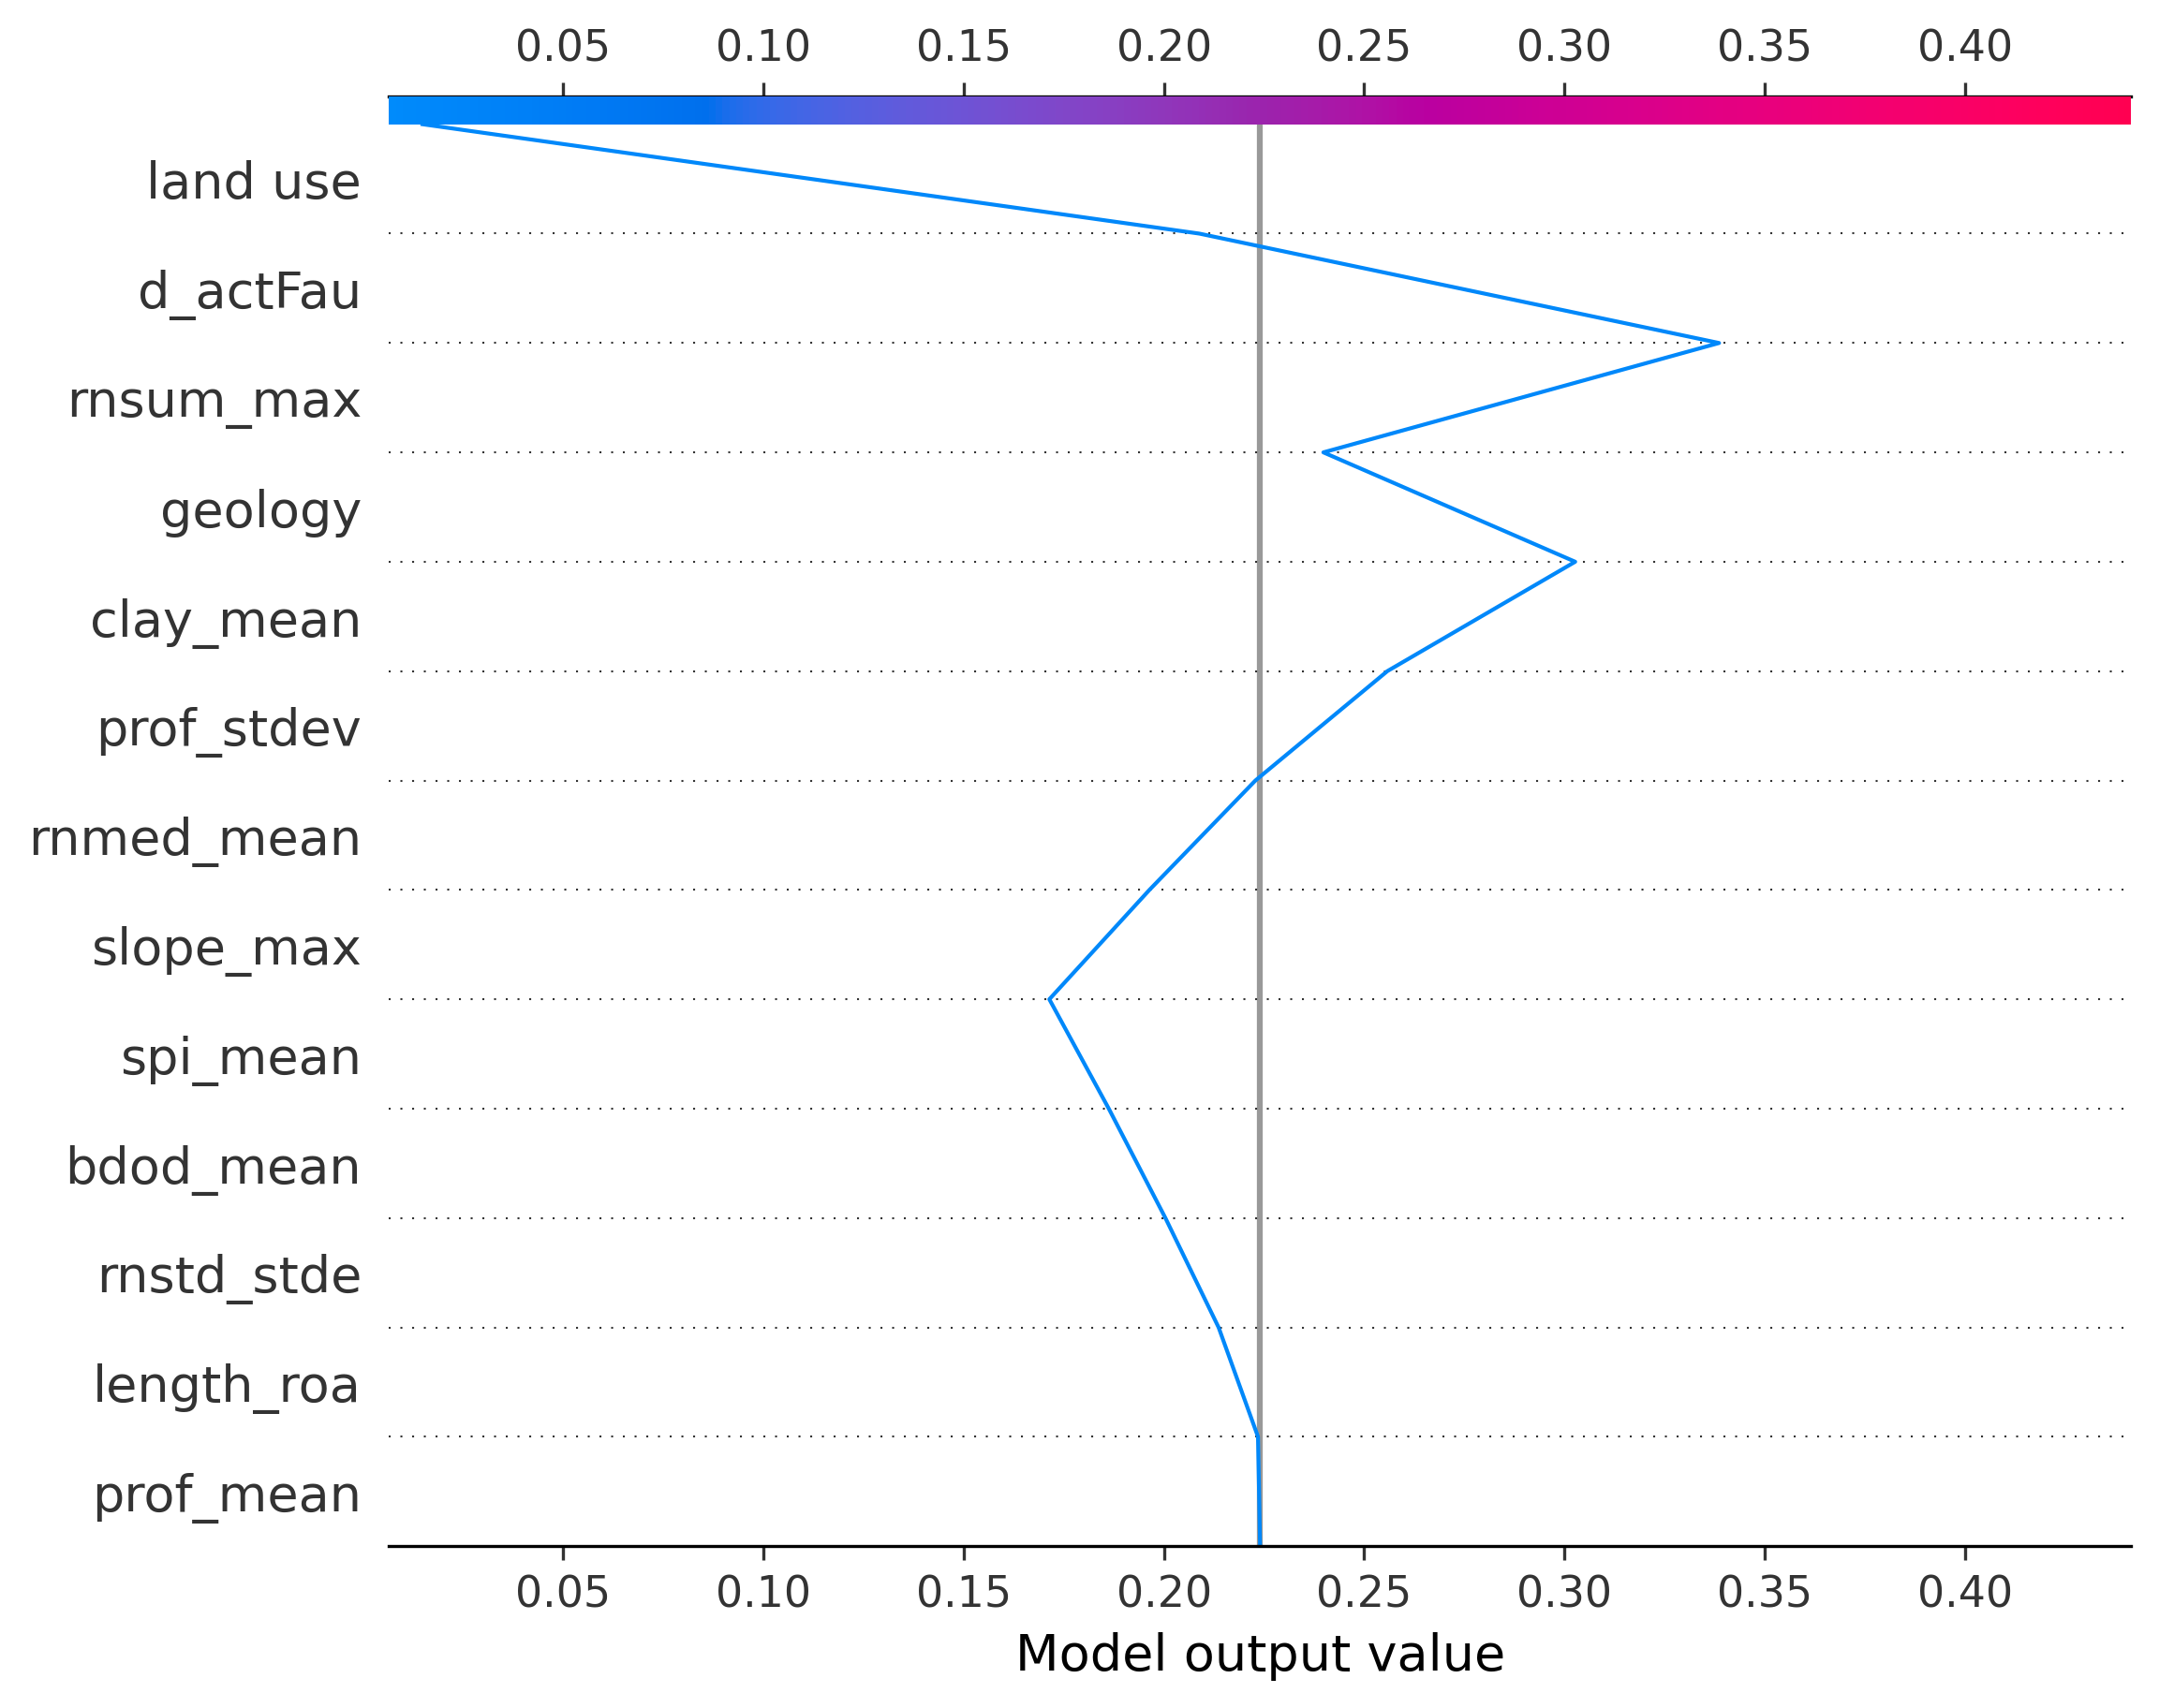 0.05 0.10 0.15 0.20 0.25 0.30 0.35 0.40
land use
d_actFau
rnsum_max
geology
clay_mean
prof_stdev
rnmed_mean
slope_max
spi_mean
bdod_mean
rnstd_stde
length_roa
prof_mean
0.05 0.10 0.15 0.20 0.25 0.30 0.35 0.40
Model output value